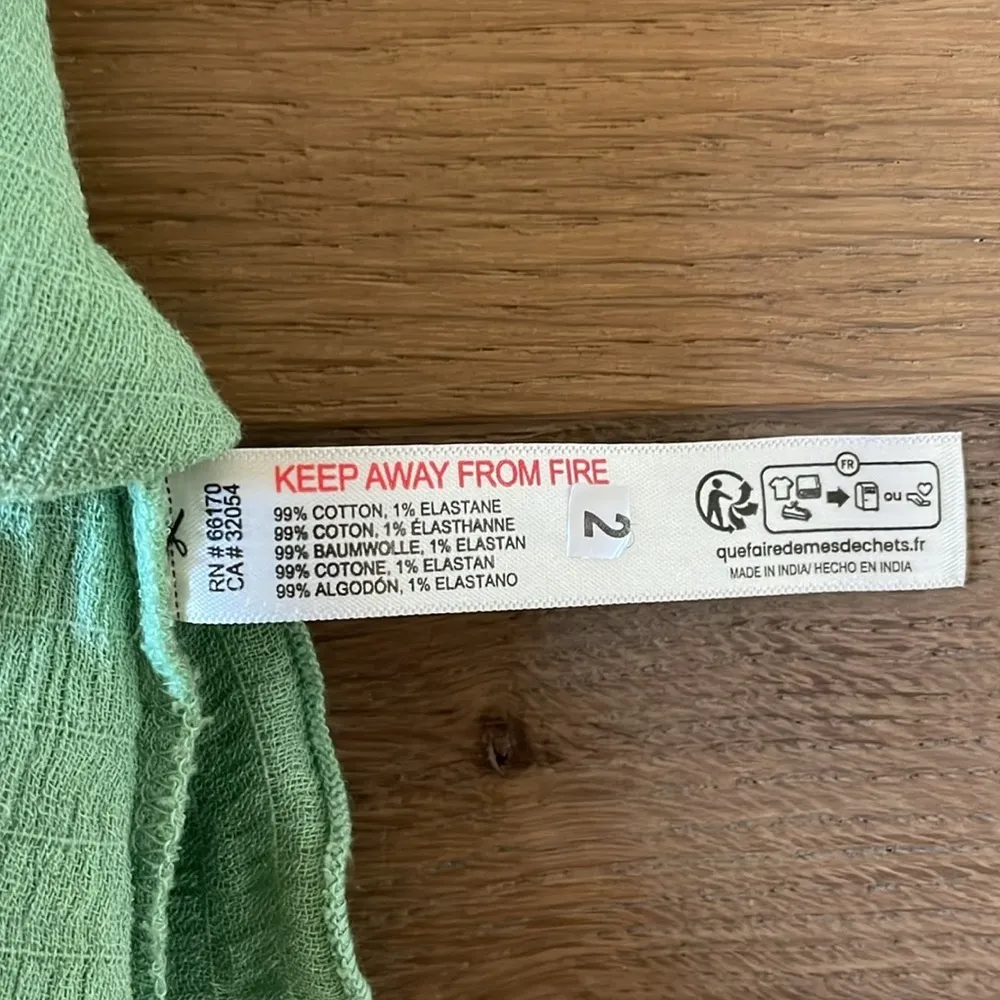 RN # 66170
CA # 32054
KEEP AWAY FROM FIRE
99% COTTON, 1% ELASTANE
99% COTON, 1% ÉLASTHANNE
99% BAUMWOLLE, 1% ELASTAN
99% COTONE, 1% ELASTAN
99% ALGODÓN, 1% ELASTANO
2
FR
ou
quefairedemesdechets.fr
MADE IN INDIA/ HECHO EN INDIA